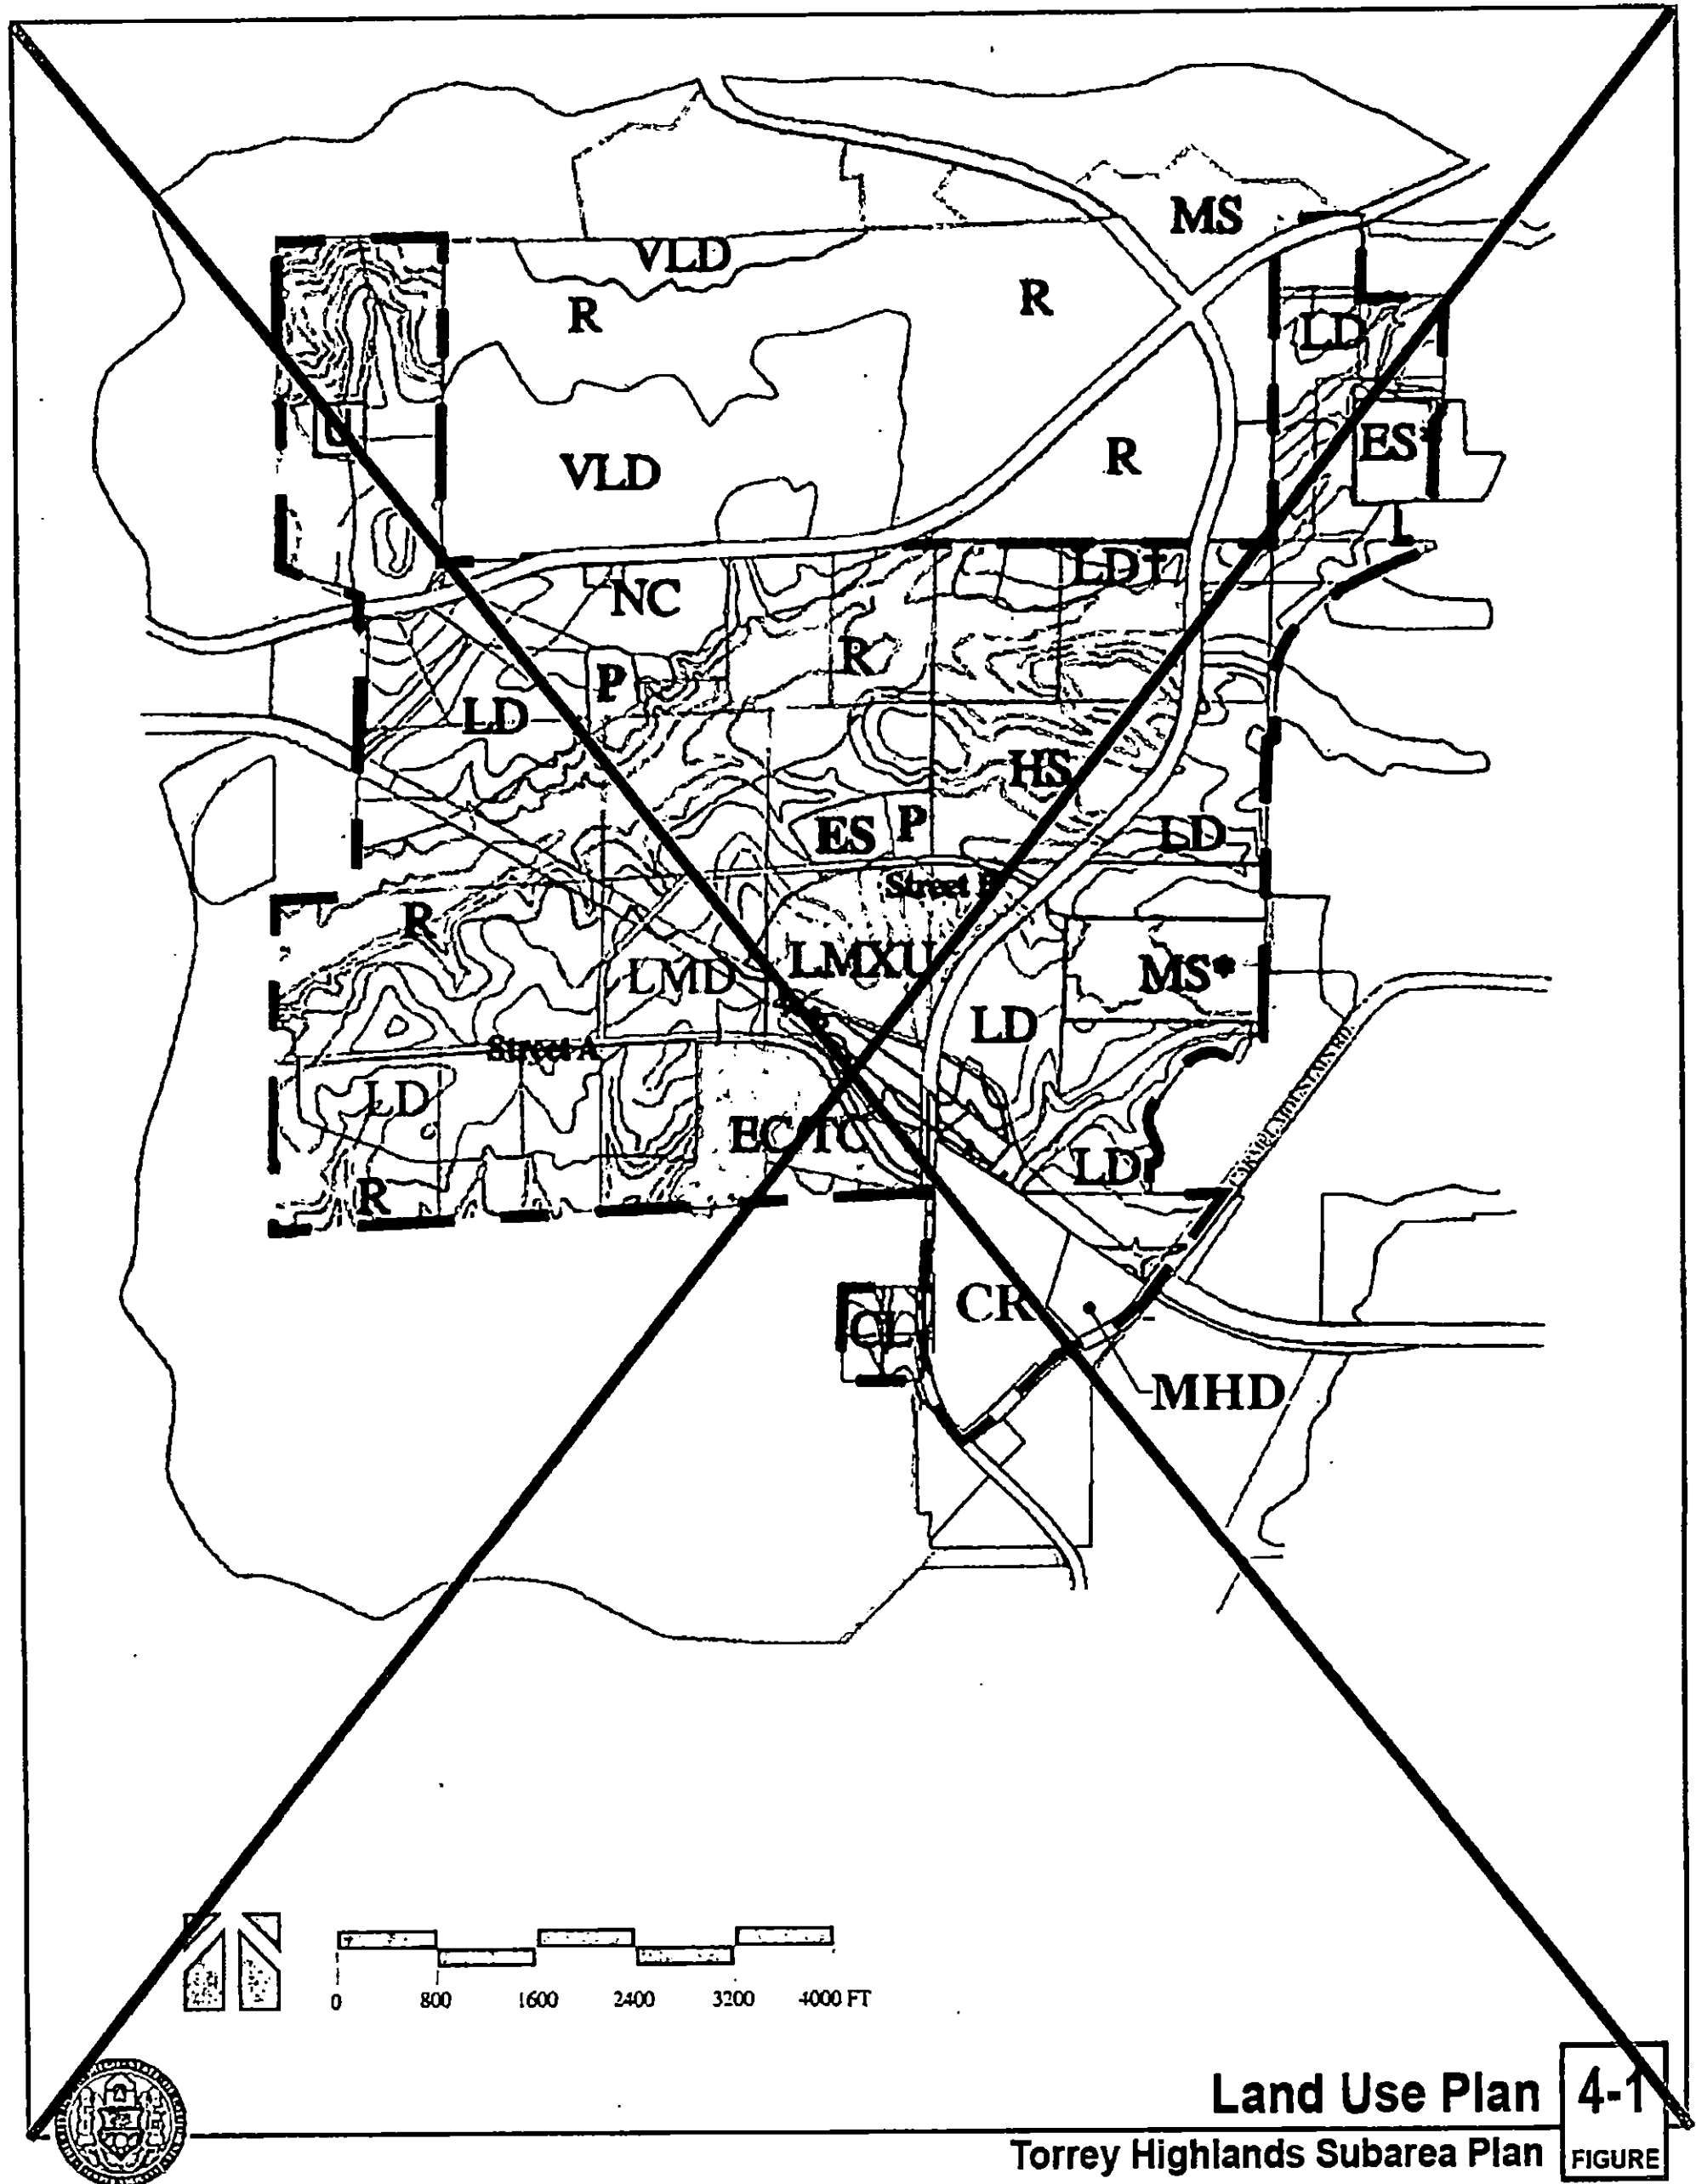 MS
VLD
R
R
LD
U
ES*
VLD
R
NC
LD†
R
P
LD
HS
ES
P
LD
Street B
R
LMD
LMXU
MS*
LD
Street A
LD
EC/TC
LD
R
CL
CR
MHD
0 800 1600 2400 3200 4000 FT
Land Use Plan
4-1
Torrey Highlands Subarea Plan
FIGURE